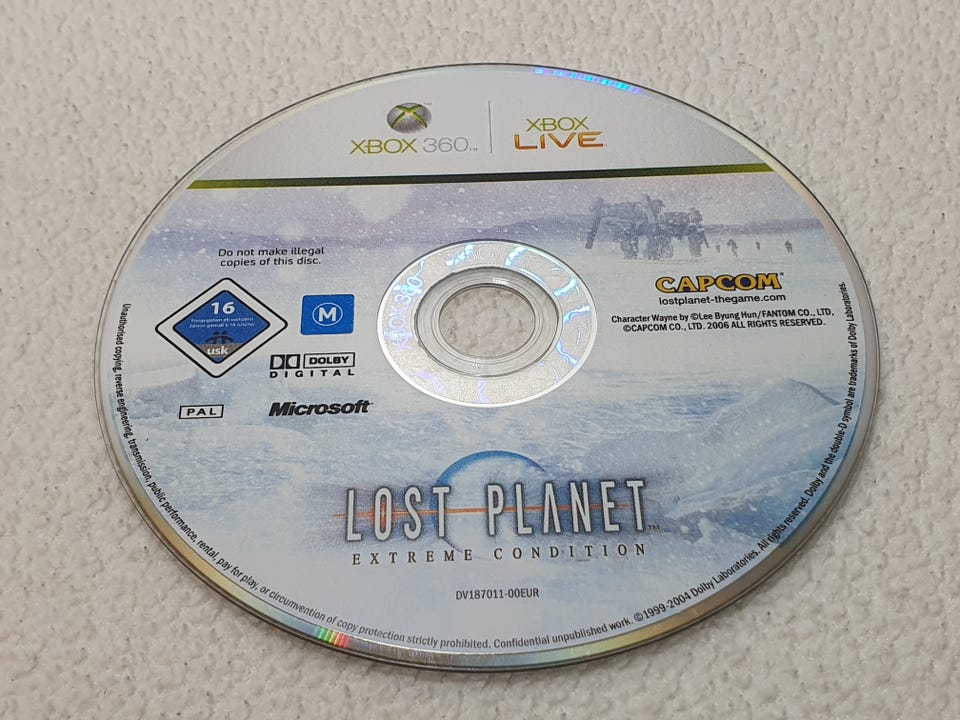 XBOX 360™
XBOX
LIVE™
Do not make illegal
copies of this disc.
16
usk
M
DOLBY
DIGITAL
PAL
Microsoft®
CAPCOM®
lostplanet-thegame.com
Character Wayne by ©Lee Byung Hun/FANTOM CO., LTD,
©CAPCOM CO., LTD. 2006 ALL RIGHTS RESERVED.
LOST PLANET™
EXTREME CONDITION
DV187011-00EUR
Unauthorised copying, reverse engineering, transmission, public performance, rental, pay for play, or circumvention of copy protection strictly prohibited. Confidential unpublished work. ©1999-2004 Dolby Laboratories. All rights reserved. Dolby and the double-D symbol are trademarks of Dolby Laboratories.